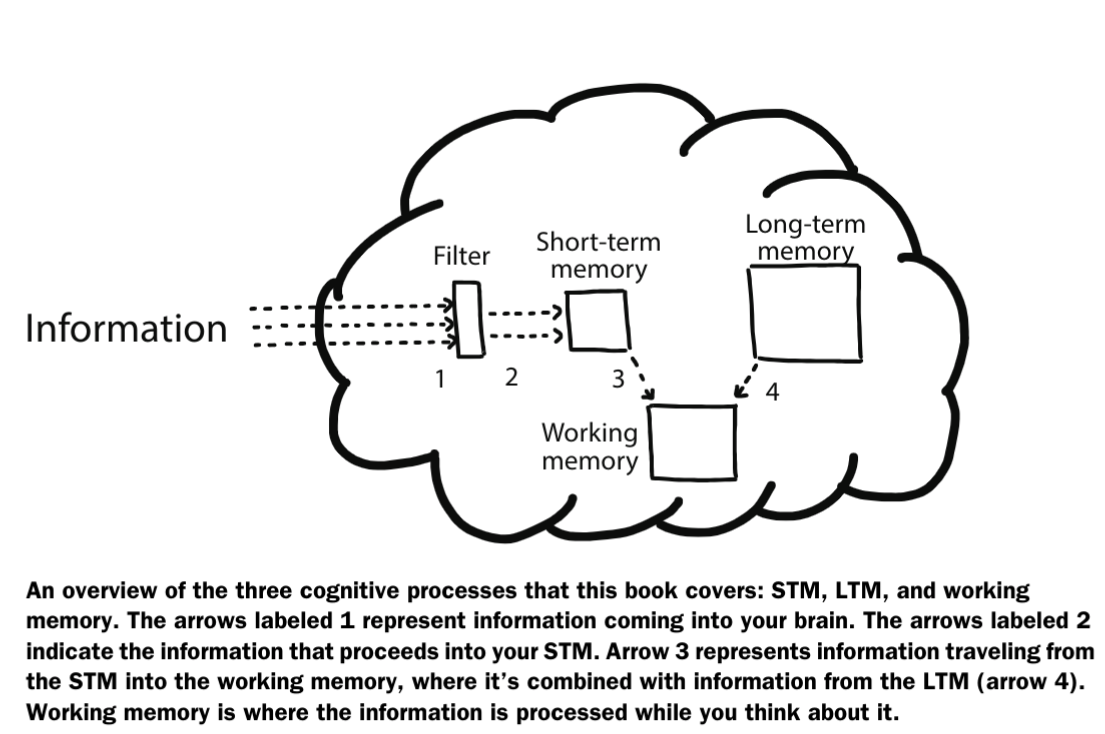 Filter
Short-term
memory
Long-term
memory
Information
1
2
3
4
Working
memory
An overview of the three cognitive processes that this book covers: STM, LTM, and working
memory. The arrows labeled 1 represent information coming into your brain. The arrows labeled 2
indicate the information that proceeds into your STM. Arrow 3 represents information traveling from
the STM into the working memory, where it’s combined with information from the LTM (arrow 4).
Working memory is where the information is processed while you think about it.